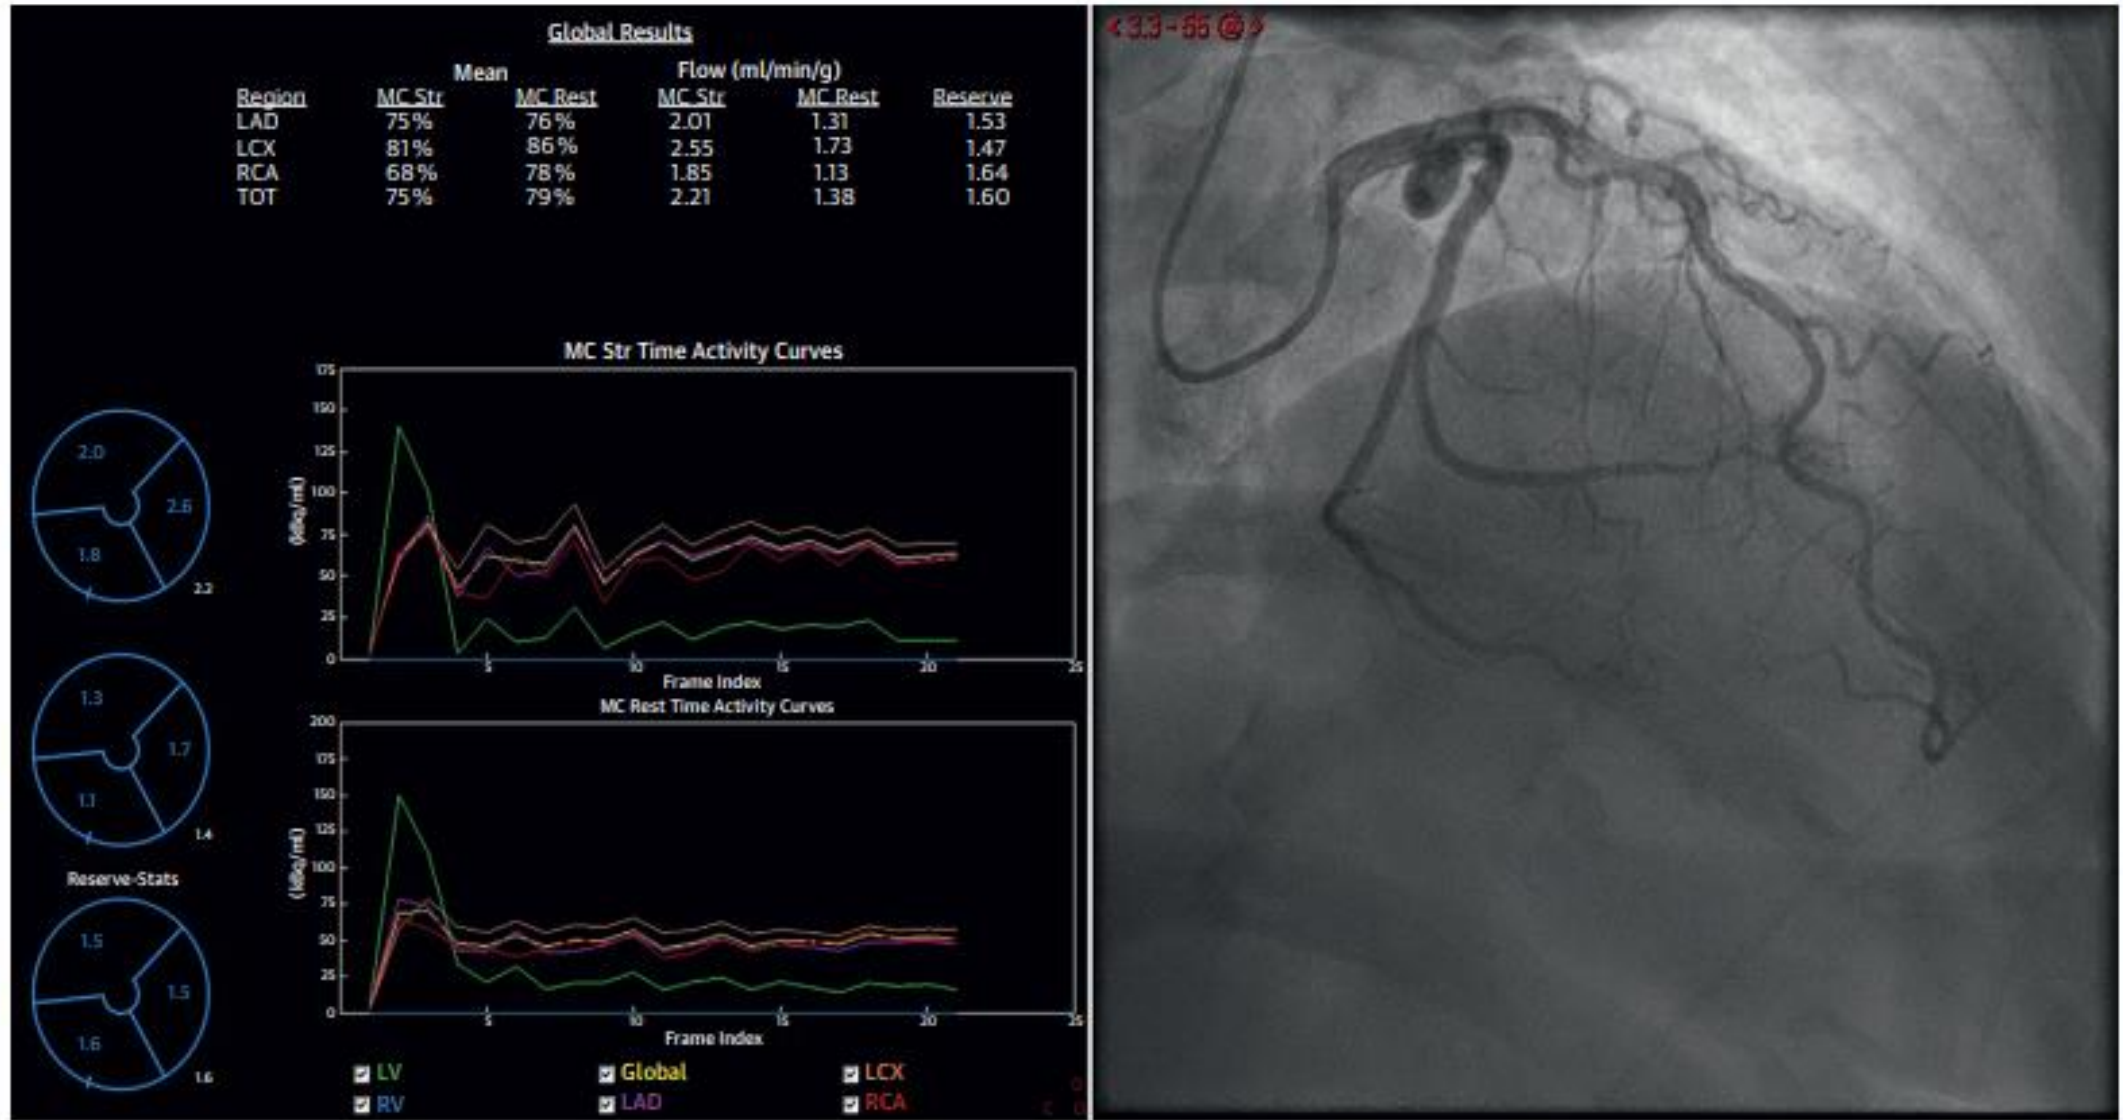 Global Results
Mean Flow (ml/min/g)
Region MC Str MC Rest MC Str MC Rest Reserve
LAD 75% 76% 2.01 1.31 1.53
LCX 81% 86% 2.55 1.73 1.47
RCA 68% 78% 1.85 1.13 1.64
TOT 75% 79% 2.21 1.38 1.60
MC Str Time Activity Curves
175
150
125
100
75
50
25
0
(kBq/ml)
5 10 15 20 25
Frame Index
2.0
2.6
1.8
2.2
MC Rest Time Activity Curves
200
175
150
125
100
75
50
25
0
(kBq/ml)
5 10 15 20 25
Frame Index
1.3
1.7
1.1
1.4
Reserve-Stats
1.5
1.5
1.6
1.6
LV Global LCX
RV LAD RCA